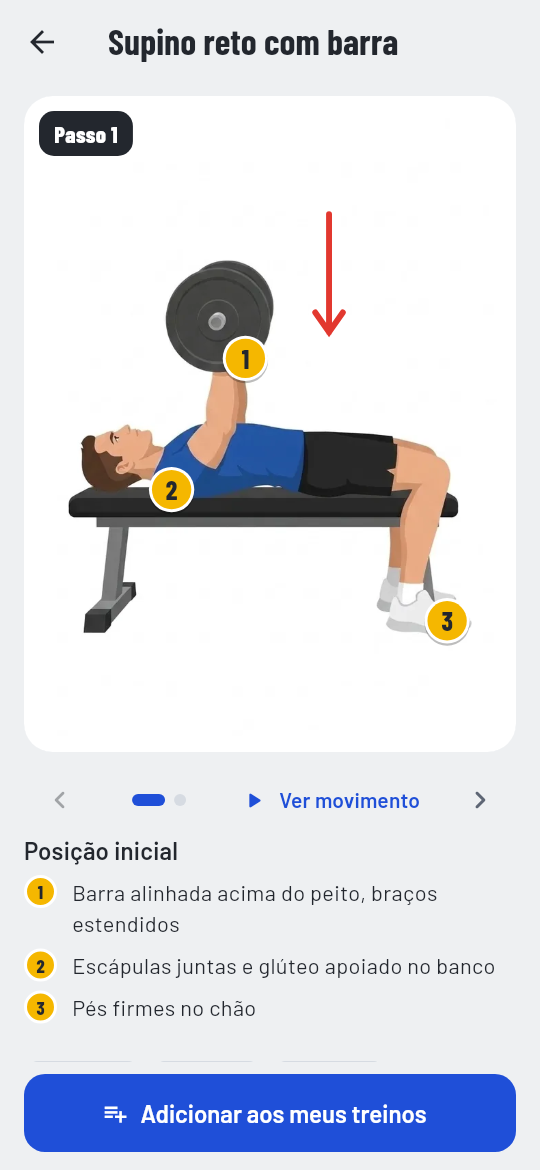 Supino reto com barra
Passo 1
1
2
3
Ver movimento
Posição inicial
1 Barra alinhada acima do peito, braços
estendidos
2 Escápulas juntas e glúteo apoiado no banco
3 Pés firmes no chão
Adicionar aos meus treinos